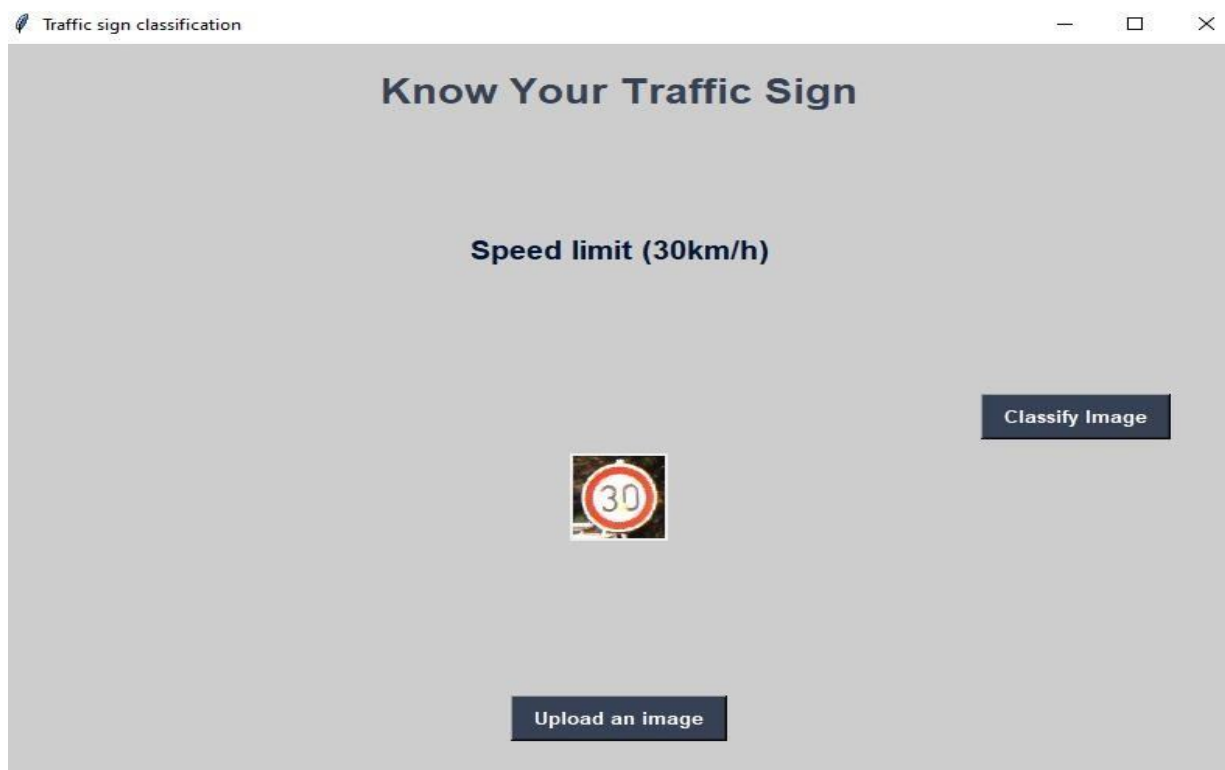 Traffic sign classification
Know Your Traffic Sign
Speed limit (30km/h)
Classify Image
30
Upload an image